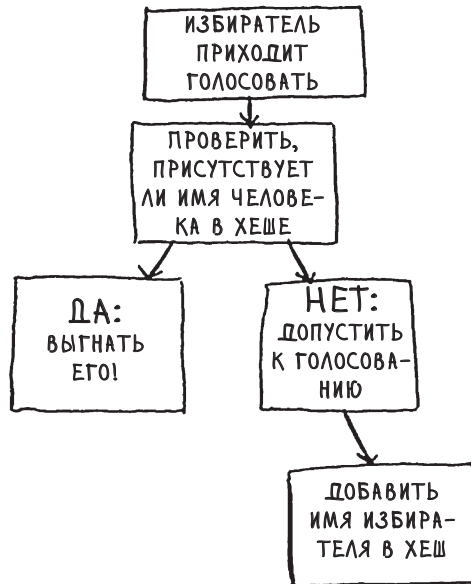 ИЗБИРАТЕЛЬ
ПРИХОДИТ
ГОЛОСОВАТЬ
ПРОВЕРИТЬ,
ПРИСУТСТВУЕТ
ЛИ ИМЯ ЧЕЛОВЕ-
КА В ХЕШЕ
ДА:
ВЫГНАТЬ
ЕГО!
НЕТ:
ДОПУСТИТЬ
К ГОЛОСОВА-
НИЮ
ДОБАВИТЬ
ИМЯ ИЗБИРА-
ТЕЛЯ В ХЕШ